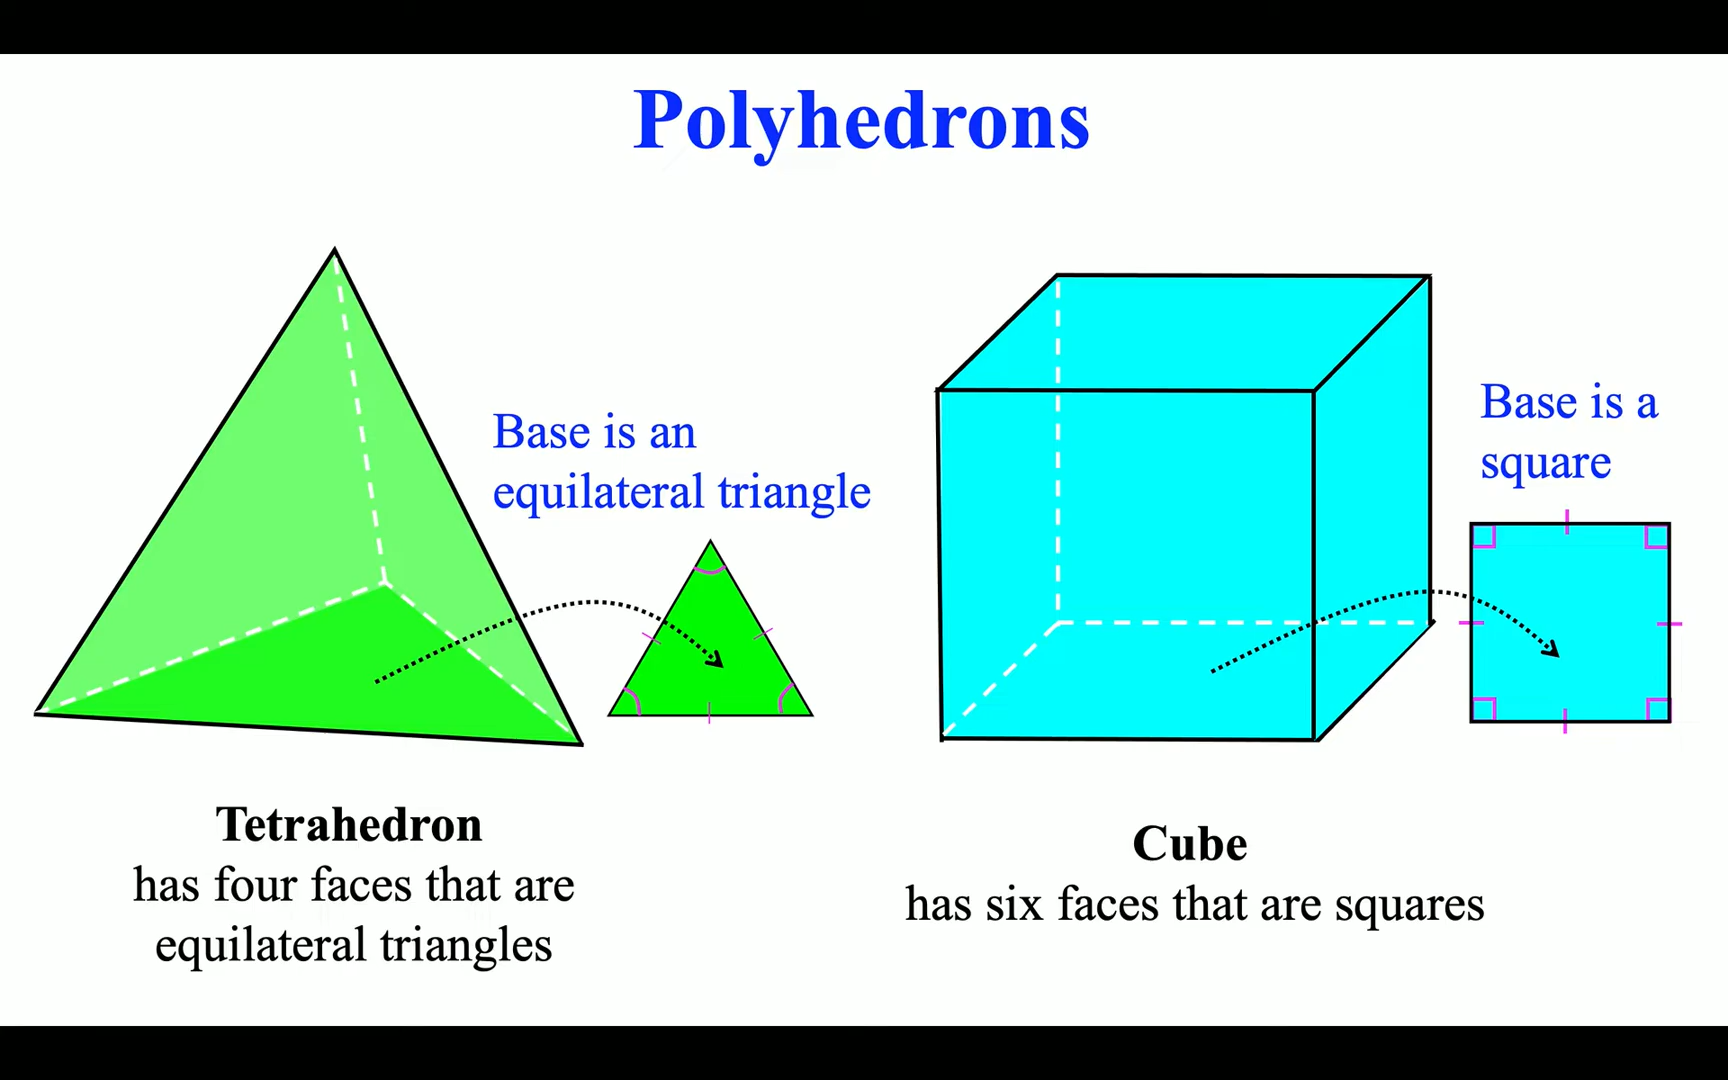 Polyhedrons
Base is an
equilateral triangle
Base is a
square
Tetrahedron
has four faces that are
equilateral triangles
Cube
has six faces that are squares